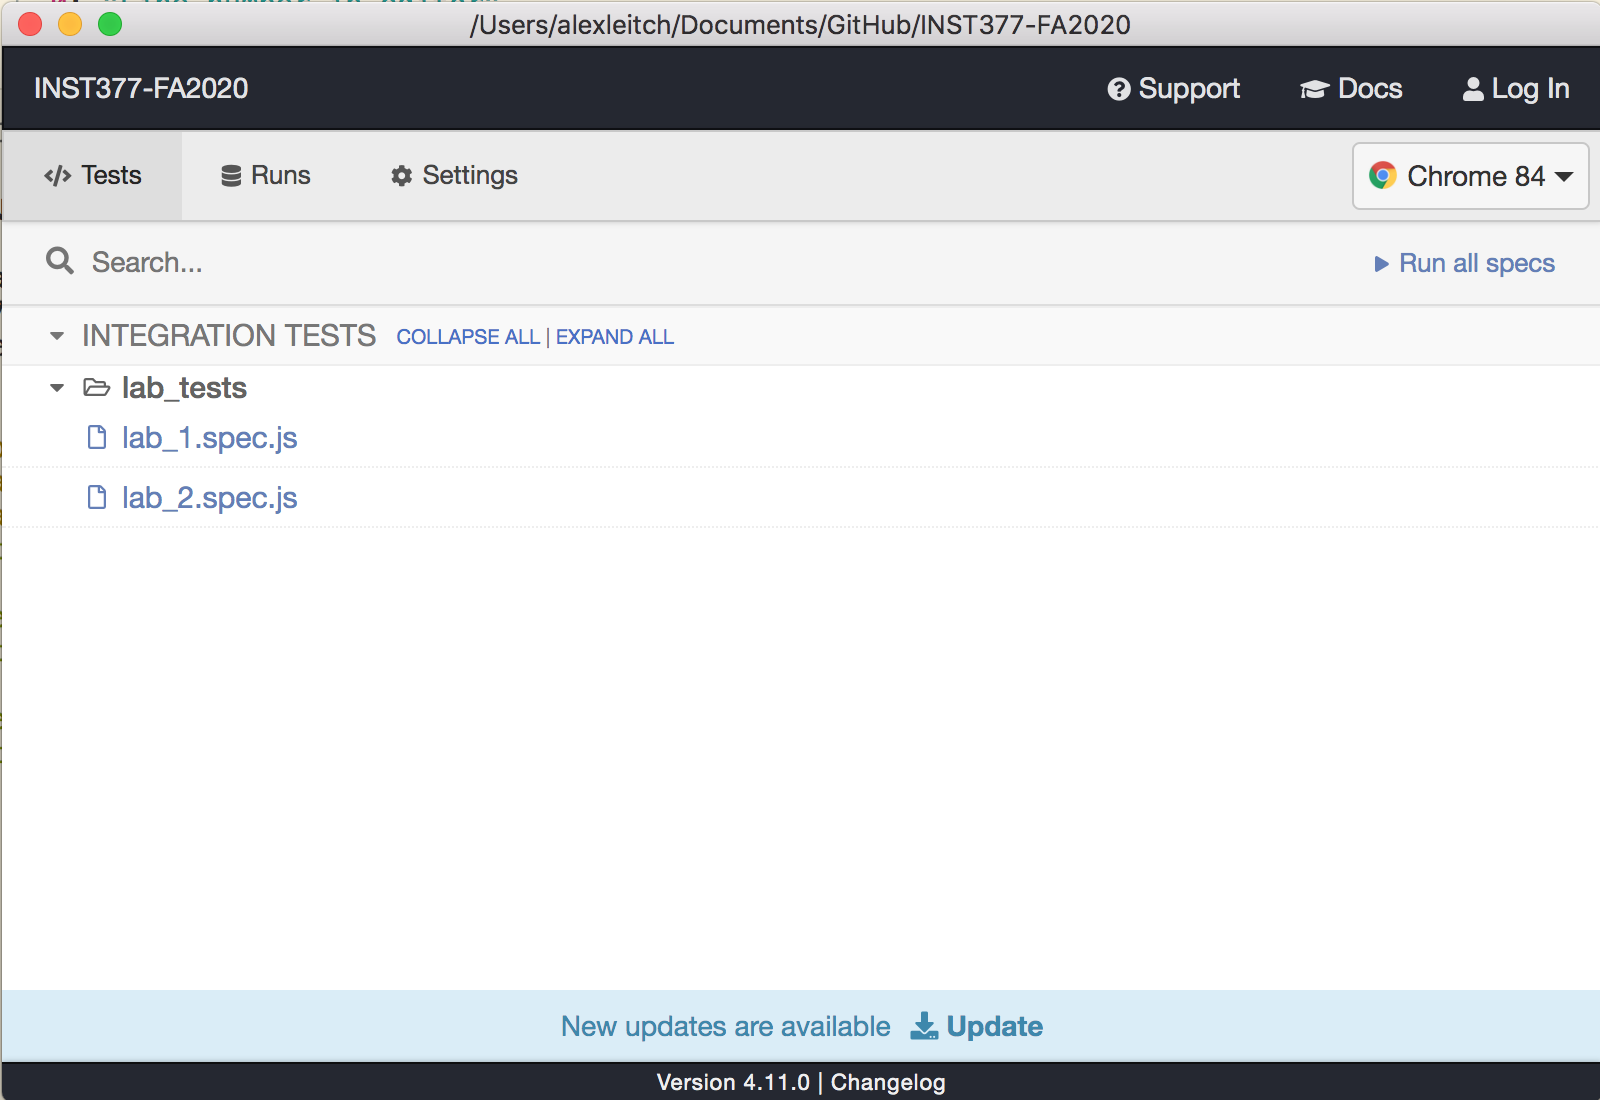 /Users/alexleitch/Documents/GitHub/INST377-FA2020
INST377-FA2020 Support Docs Log In
Tests Runs Settings Chrome 84
Search... Run all specs
INTEGRATION TESTS COLLAPSE ALL | EXPAND ALL
lab_tests
lab_1.spec.js
lab_2.spec.js
New updates are available Update
Version 4.11.0 | Changelog